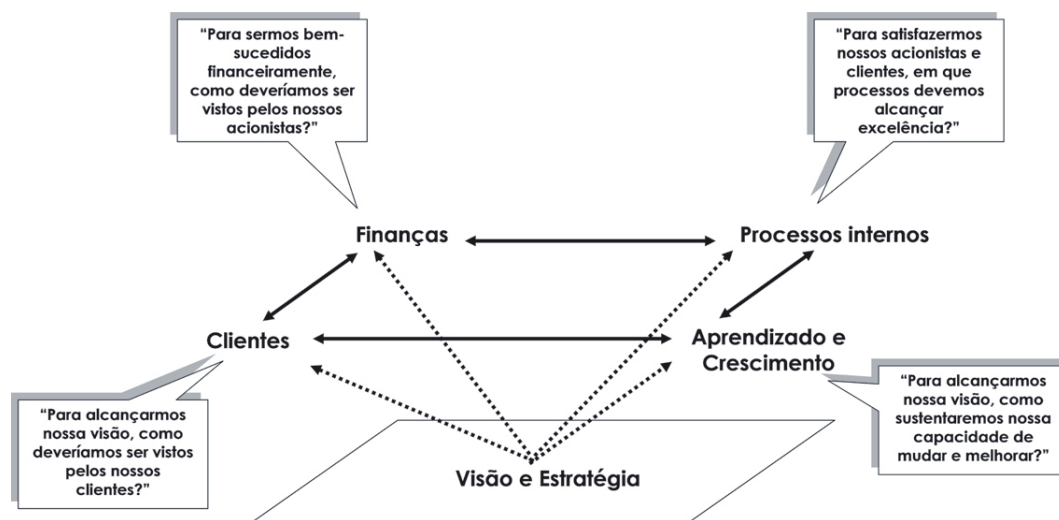 “Para sermos bem-
sucedidos
financeiramente,
como deveríamos ser
vistos pelos nossos
acionistas?”
“Para satisfazermos
nossos acionistas e
clientes, em que
processos devemos
alcançar
excelência?”
Finanças
Processos internos
Clientes
Aprendizado e
Crescimento
“Para alcançarmos
nossa visão, como
deveríamos ser vistos
pelos nossos
clientes?”
“Para alcançarmos
nossa visão, como
sustentaremos nossa
capacidade de
mudar e melhorar?”
Visão e Estratégia